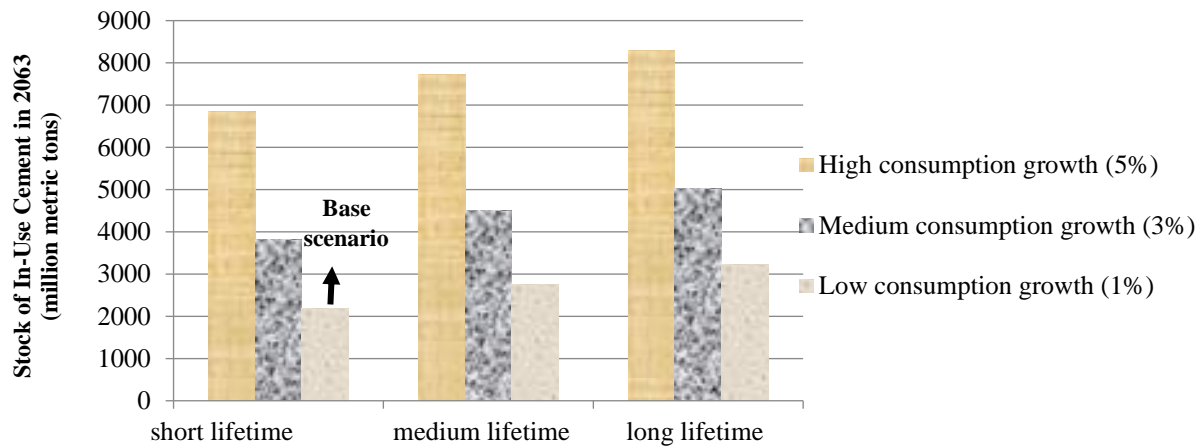 Stock of In-Use Cement in 2063
(million metric tons)
9000
8000
7000
6000
5000
4000
3000
2000
1000
0
Base
scenario
short lifetime
medium lifetime
long lifetime
High consumption growth (5%)
Medium consumption growth (3%)
Low consumption growth (1%)